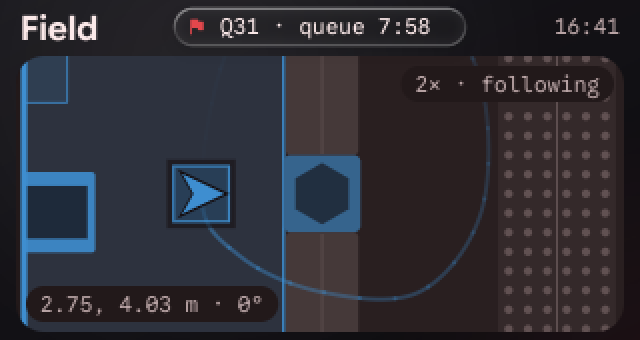 Field
Q31 · queue 7:58
16:41
2× · following
2.75, 4.03 m · 0°